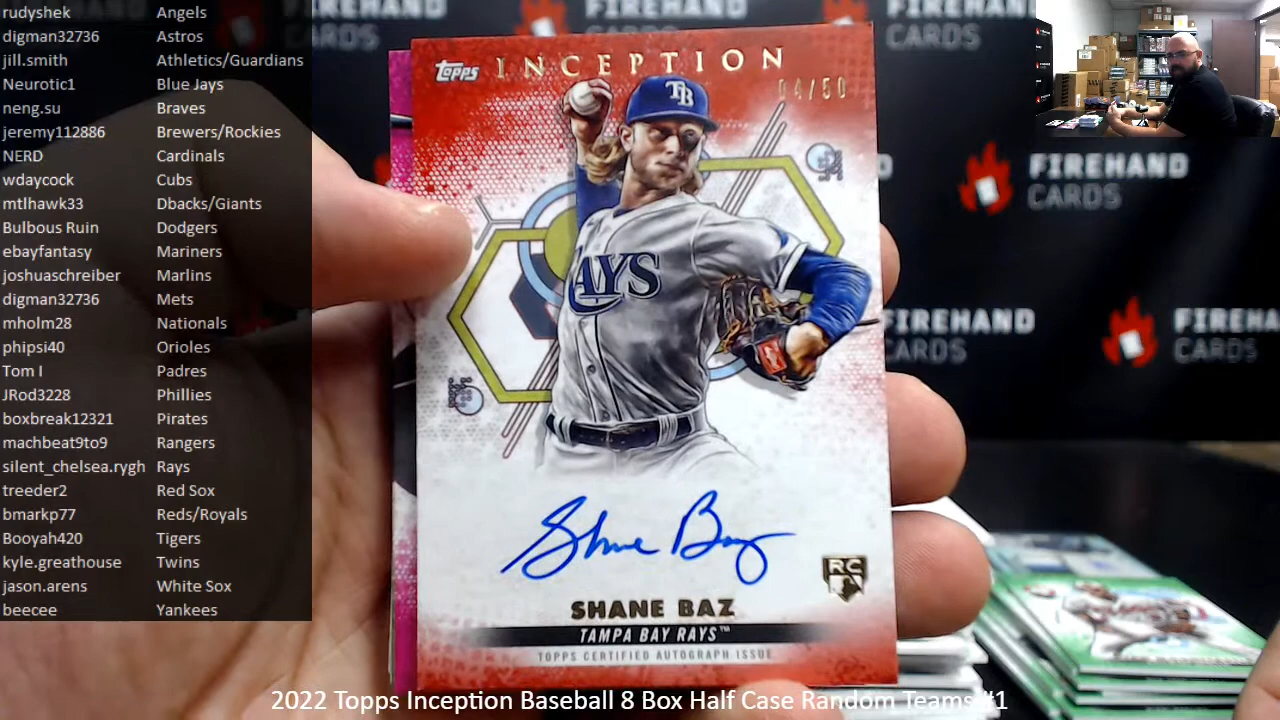 rudyshek Angels
digman32736 Astros
jill.smith Athletics/Guardians
Neurotic1 Blue Jays
neng.su Braves
jeremy112886 Brewers/Rockies
NERD Cardinals
wdaycock Cubs
mtlhawk33 Dbacks/Giants
Bulbous Ruin Dodgers
ebayfantasy Mariners
joshuaschreiber Marlins
digman32736 Mets
mholm28 Nationals
phipsi40 Orioles
Tom I Padres
JRod3228 Phillies
boxbreak12321 Pirates
machbeat9to9 Rangers
silent_chelsea.rygh Rays
treeder2 Red Sox
bmarkp77 Reds/Royals
Booyah420 Tigers
kyle.greathouse Twins
jason.arens White Sox
beecee Yankees
FIREHAND
CARDS
Topps INCEPTION
04/50
TB
RAYS
Shane Baz
RC
SHANE BAZ
TAMPA BAY RAYS™
TOPPS CERTIFIED AUTOGRAPH ISSUE
FIREHAND
CARDS
FIREHAND
CARDS
FIREHAND
CARDS
2022 Topps Inception Baseball 8 Box Half Case Random Teams #1